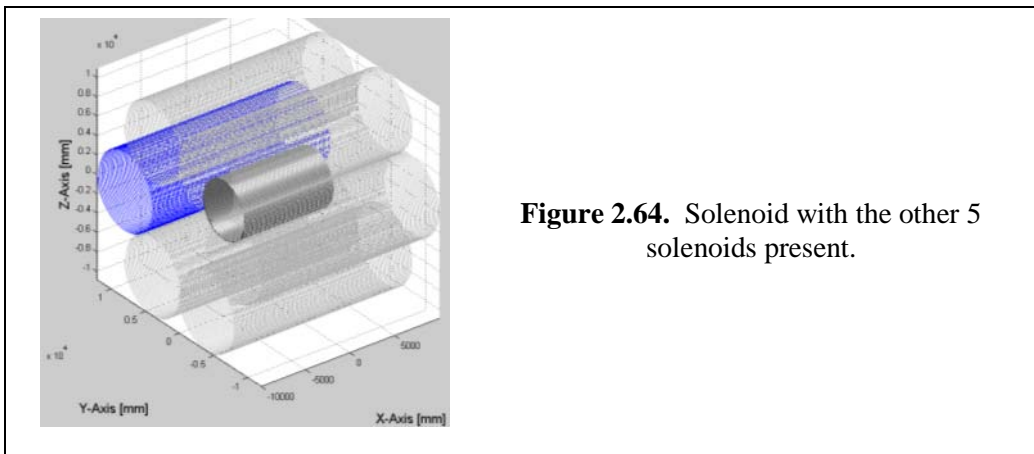 x 10⁴
1
0.8
0.6
0.4
0.2
0
-0.2
-0.4
-0.6
-0.8
-1
Z-Axis [mm]
1
0.5
0
-0.5
-1
x 10⁴
Y-Axis [mm]
-10000
-5000
0
5000
X-Axis [mm]
Figure 2.64. Solenoid with the other 5
solenoids present.